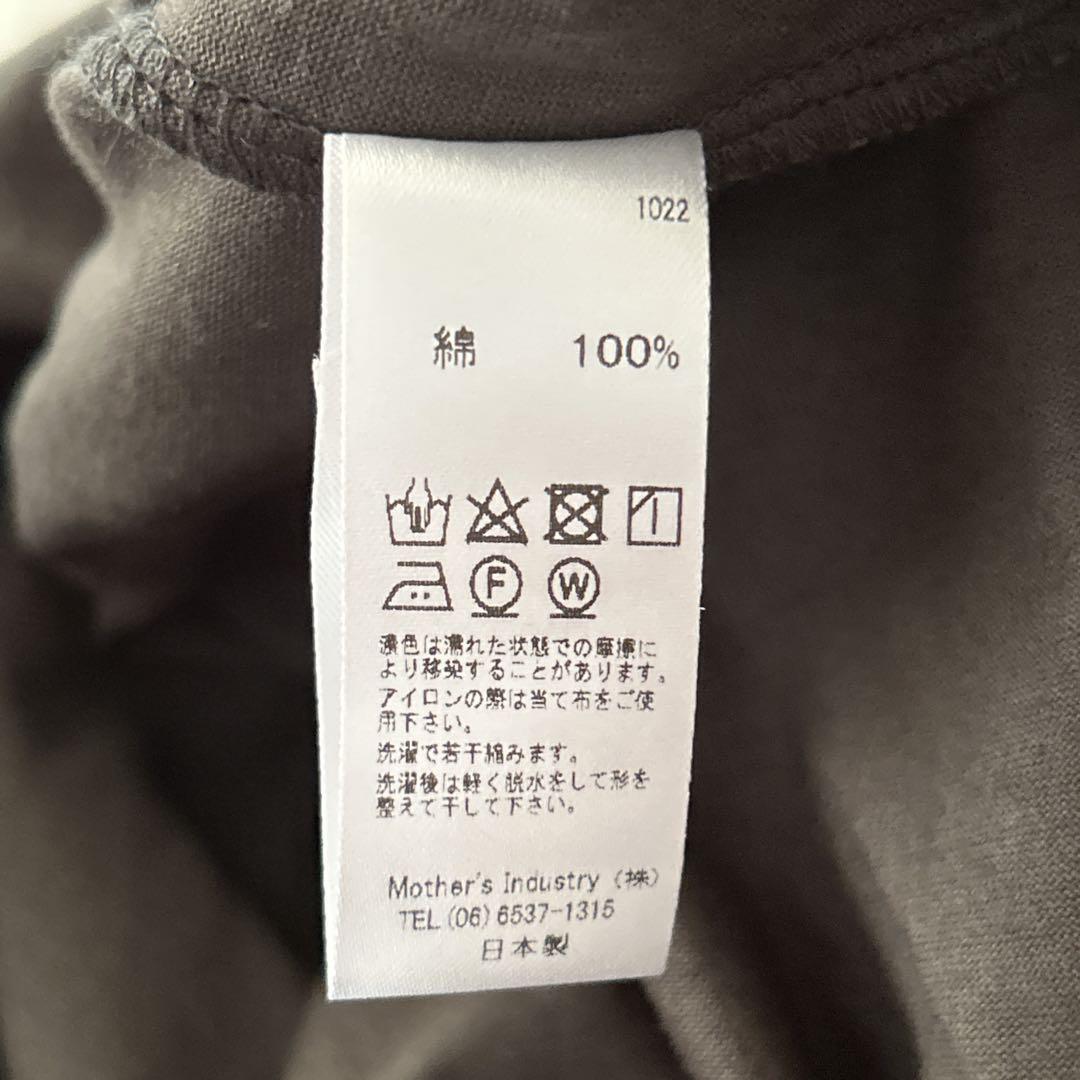 1022
綿 100%
F W
濃色は濡れた状態での摩擦に
より移染することがあります。
アイロンの際は当て布をご使
用下さい。
洗濯で若干縮みます。
洗濯後は軽く脱水をして形を
整えて干して下さい。
Mother's Industry (株)
TEL (06) 6537-1315
日本製